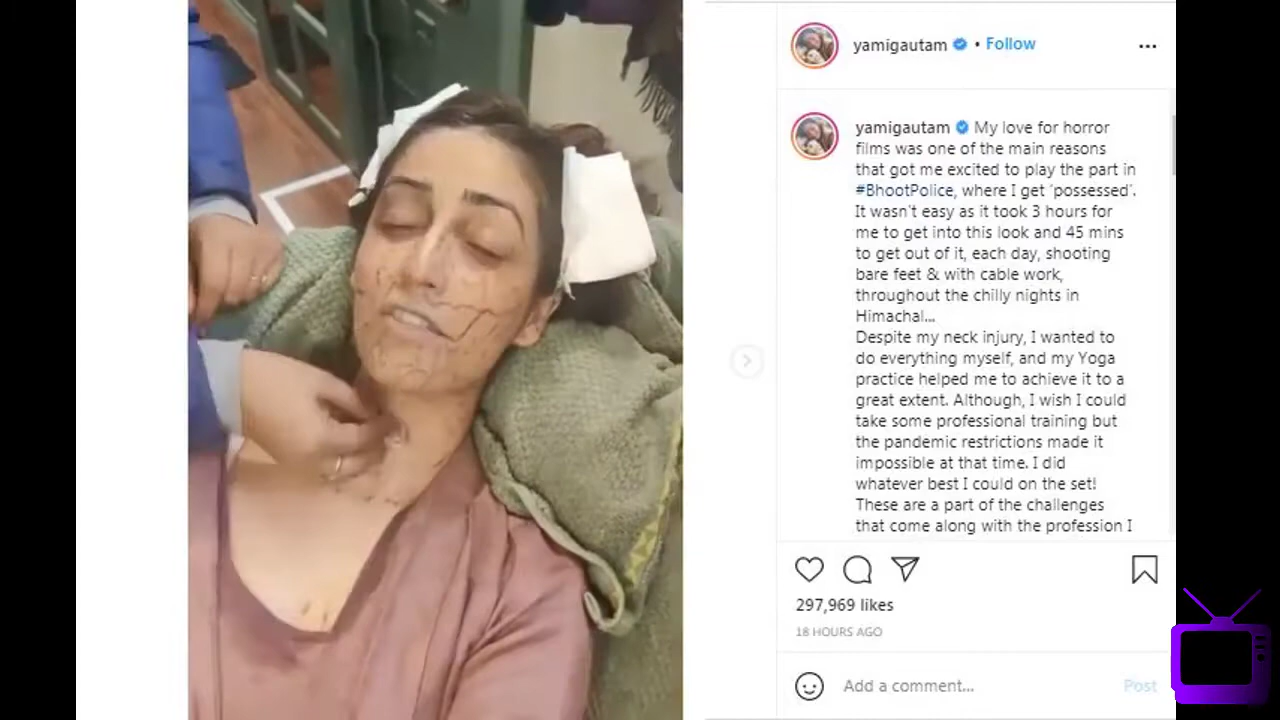 yamigautam • Follow
yamigautam My love for horror
films was one of the main reasons
that got me excited to play the part in
#BhootPolice, where I get 'possessed'.
It wasn't easy as it took 3 hours for
me to get into this look and 45 mins
to get out of it, each day, shooting
bare feet & with cable work,
throughout the chilly nights in
Himachal...
Despite my neck injury, I wanted to
do everything myself, and my Yoga
practice helped me to achieve it to a
great extent. Although, I wish I could
take some professional training but
the pandemic restrictions made it
impossible at that time. I did
whatever best I could on the set!
These are a part of the challenges
that come along with the profession I
297,969 likes
18 HOURS AGO
Add a comment... Post